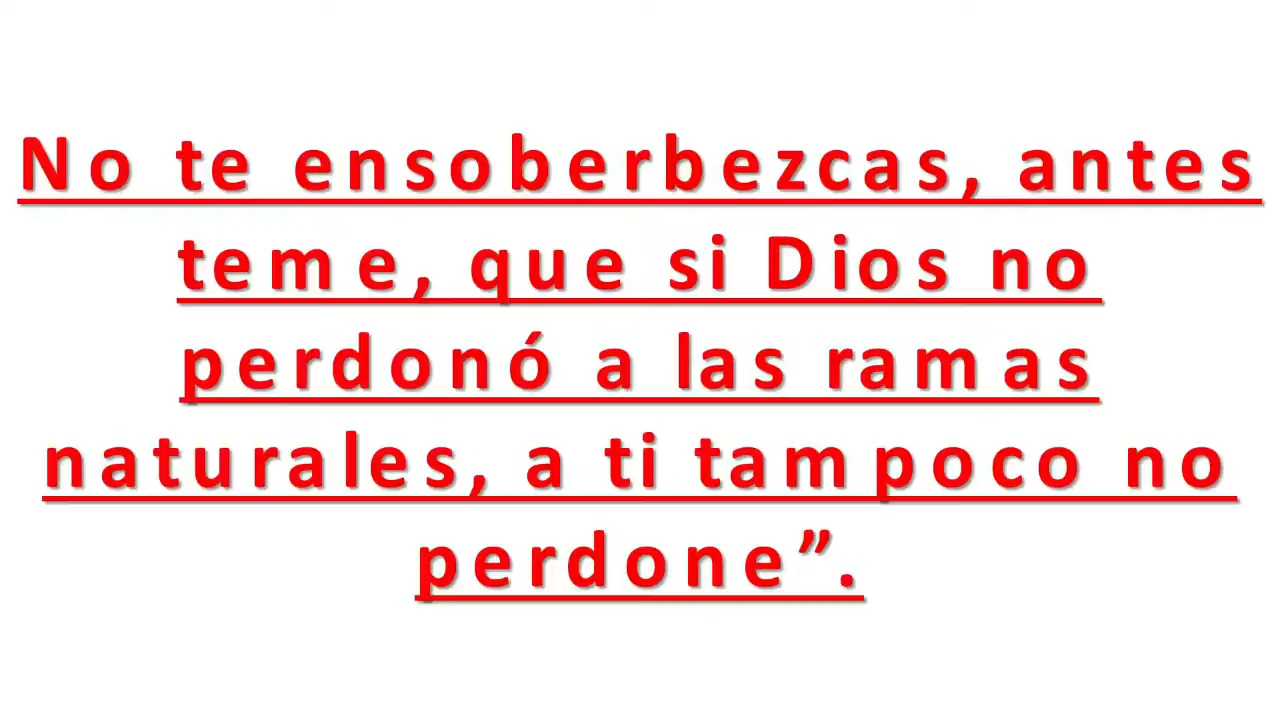 No te ensoberbezcas, antes
teme, que si Dios no
perdonó a las ramas
naturales, a ti tampoco no
perdone”.